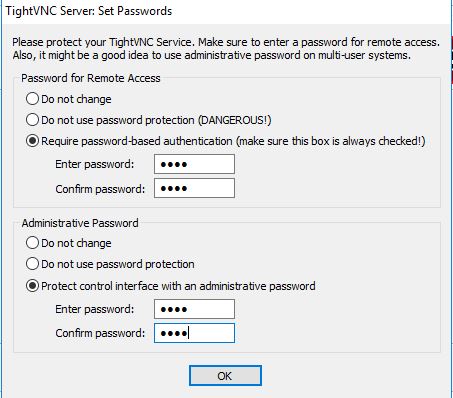 TightVNC Server: Set Passwords
Please protect your TightVNC Service. Make sure to enter a password for remote access.
Also, it might be a good idea to use administrative password on multi-user systems.
Password for Remote Access
Do not change
Do not use password protection (DANGEROUS!)
Require password-based authentication (make sure this box is always checked!)
Enter password: ●●●●
Confirm password: ●●●●
Administrative Password
Do not change
Do not use password protection
Protect control interface with an administrative password
Enter password: ●●●●
Confirm password: ●●●●
OK